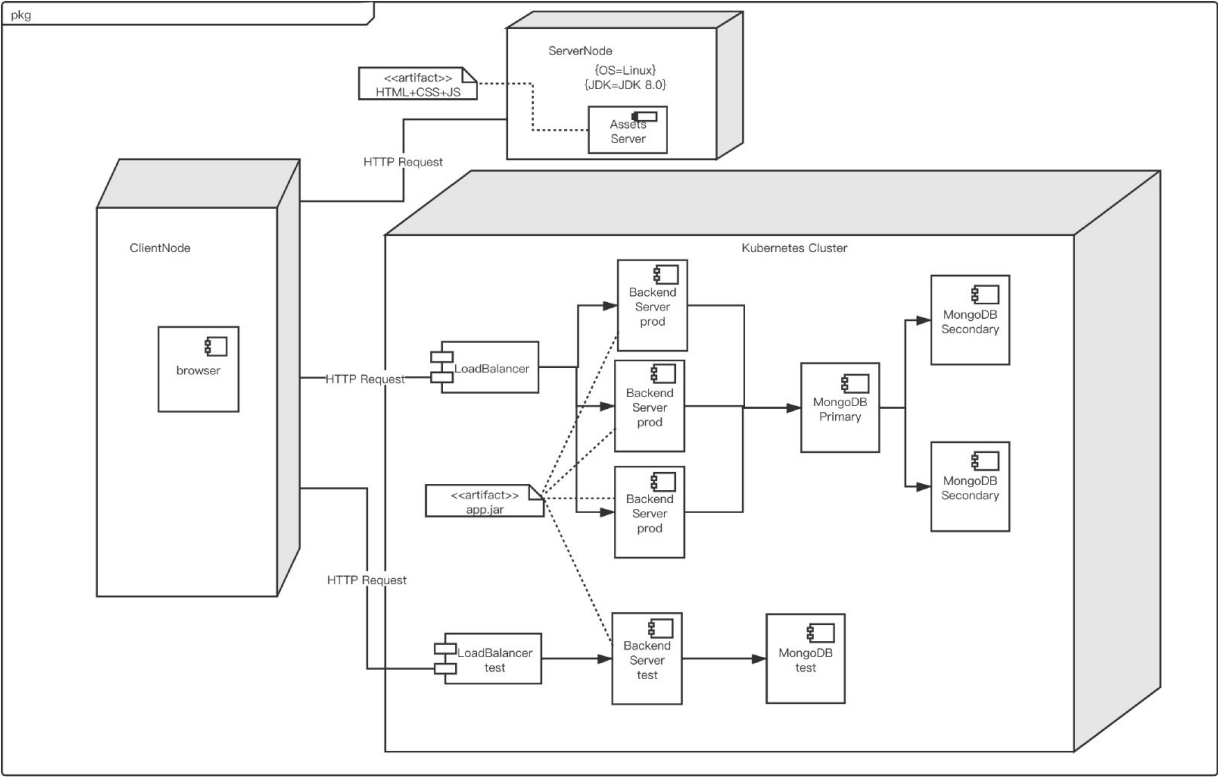 pkg
ServerNode
{OS=Linux}
{JDK=JDK 8.0}
<<artifact>>
HTML+CSS+JS
Assets
Server
HTTP Request
ClientNode
browser
Kubernetes Cluster
Backend
Server
prod
MongoDB
Secondary
LoadBalancer
HTTP Request
Backend
Server
prod
MongoDB
Primary
<<artifact>>
app.jar
Backend
Server
prod
MongoDB
Secondary
HTTP Request
LoadBalancer
test
Backend
Server
test
MongoDB
test